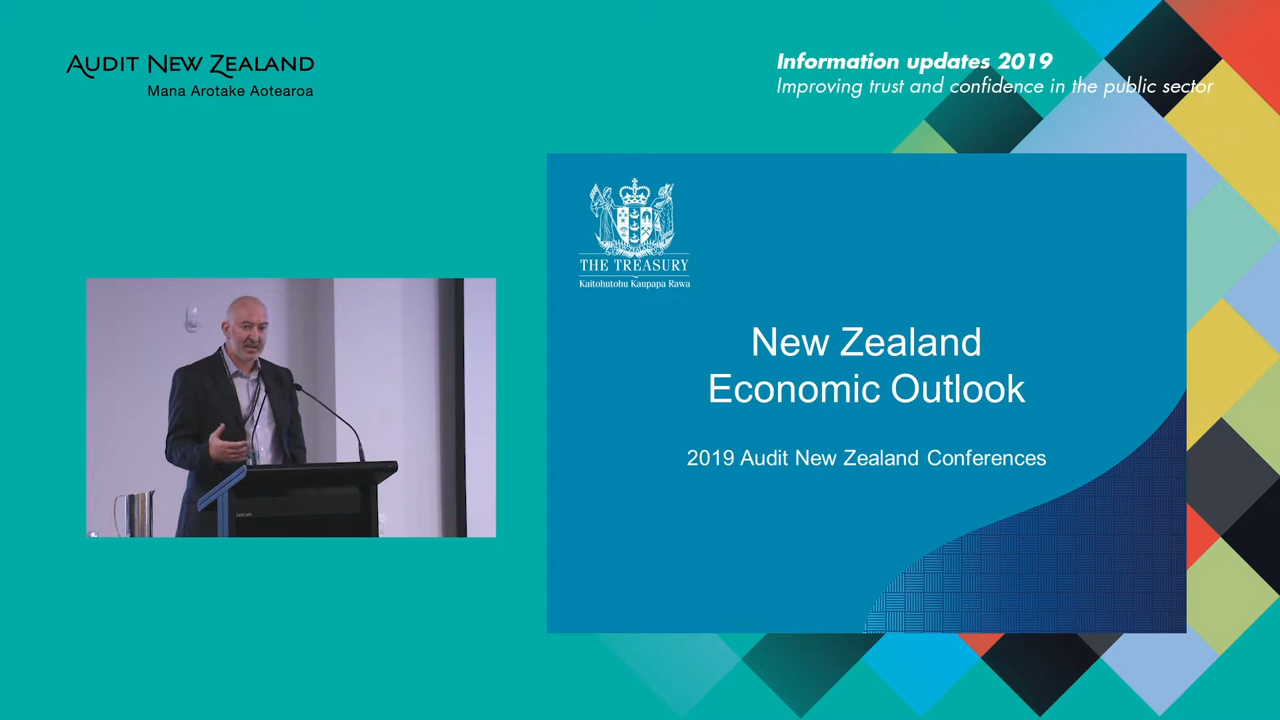 AUDIT NEW ZEALAND
Mana Arotake Aotearoa
Information updates 2019
Improving trust and confidence in the public sector
THE TREASURY
Kaitohutohu Kaupapa Rawa
New Zealand
Economic Outlook
2019 Audit New Zealand Conferences